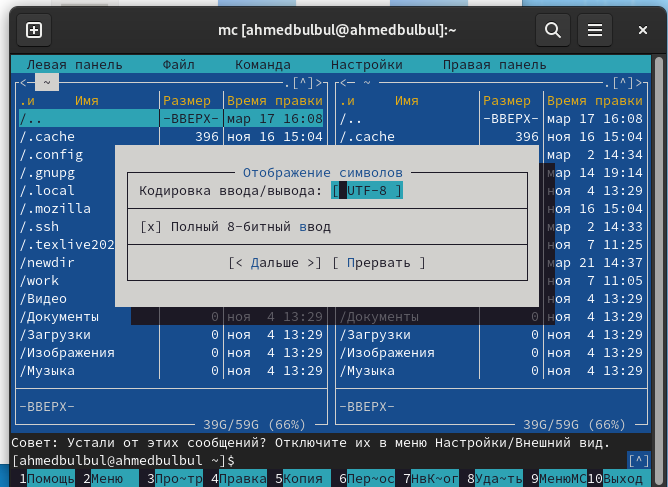 mc [ahmedbulbul@ahmedbulbul]:~
Левая панель Файл Команда Настройки Правая панель
<─ ~ .[^]> <─ ~ .[^]>
.и Имя Размер Время правки .и Имя Размер Время правки
/.. -ВВЕРХ- мар 17 16:08 /.. -ВВЕРХ- мар 17 16:08
/.cache 396 ноя 16 15:04 /.cache 396 ноя 16 15:04
/.config мар 2 14:34
/.gnupg Отображение символов мар 14 19:14
/.local Кодировка ввода/вывода: [ UTF-8 ] ноя 4 13:29
/.mozilla ноя 16 15:04
/.ssh [x] Полный 8-битный ввод мар 2 14:33
/.texlive202 ноя 7 11:25
/newdir [< Дальше >] [ Прервать ] мар 21 14:37
/work ноя 7 11:05
/Видео ноя 4 13:29
/Документы 0 ноя 4 13:29 /Документы 0 ноя 4 13:29
/Загрузки 0 ноя 4 13:29 /Загрузки 0 ноя 4 13:29
/Изображения 0 ноя 4 13:29 /Изображения 0 ноя 4 13:29
/Музыка 0 ноя 4 13:29 /Музыка 0 ноя 4 13:29
-ВВЕРХ- -ВВЕРХ-
39G/59G (66%) 39G/59G (66%)
Совет: Устали от этих сообщений? Отключите их в меню Настройки/Внешний вид.
[ahmedbulbul@ahmedbulbul ~]$ [^]
1Помощь 2Меню 3Про~тр 4Правка 5Копия 6Пер~ос 7НвК~ог 8Уда~ть 9МенюMC 10Выход